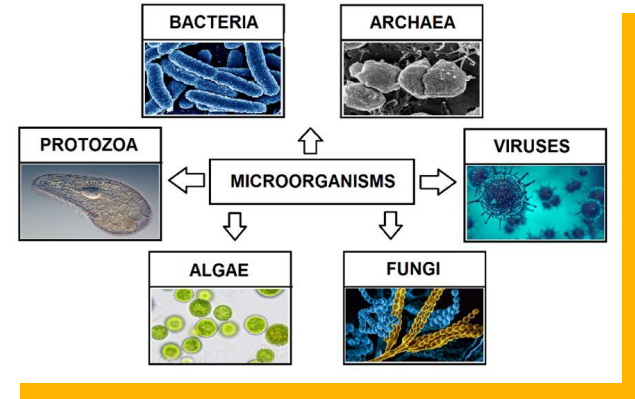 BACTERIA
ARCHAEA
PROTOZOA
MICROORGANISMS
VIRUSES
ALGAE
FUNGI